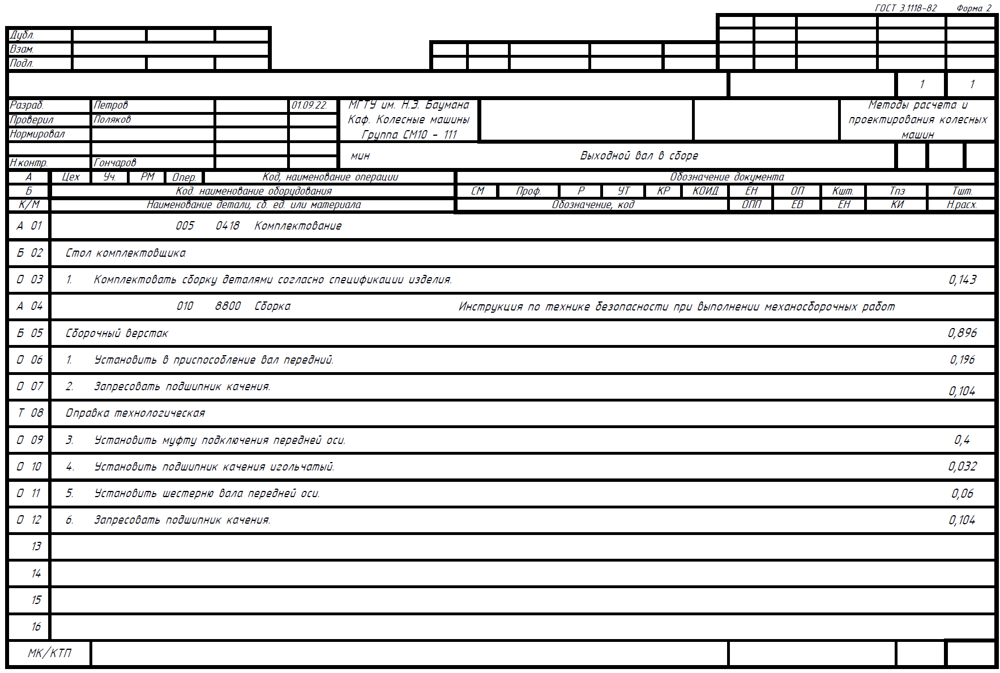 ГОСТ 3.1118-82 Форма 2
Дубл.
Взам.
Подл.
1 1
Разраб. Петров 01.09.22. МГТУ им. Н.Э. Баумана Методы расчета и
Проверил Поляков Каф. Колесные машины проектирования колесных
Нормировал Группа СМ10 - 111 машин
мин Выходной вал в сборе
Н.контр. Гончаров
А Цех Уч. РМ Опер. Код, наименование операции Обозначение документа
Б Код. наименование оборудования СМ Проф. Р УТ КР КОИД ЕН ОП Кшт. Тпз Тшт.
К/М Наименование детали, сб. ед. или материала Обозначение, код ОПП ЕВ ЕН КИ Н.расх.
А 01 005 0418 Комплектование
Б 02 Стол комплектовщика
О 03 1. Комплектовать сборку деталями согласно спецификации изделия. 0,143
А 04 010 8800 Сборка Инструкция по технике безопасности при выполнении механосборочных работ
Б 05 Сборочный верстак 0,896
О 06 1. Установить в приспособление вал передний. 0,196
О 07 2. Запресовать подшипник качения. 0,104
Т 08 Оправка технологическая
О 09 3. Установить муфту подключения передней оси. 0,4
О 10 4. Установить подшипник качения игольчатый. 0,032
О 11 5. Установить шестерню вала передней оси. 0,06
О 12 6. Запресовать подшипник качения. 0,104
13
14
15
16
МК/КТП